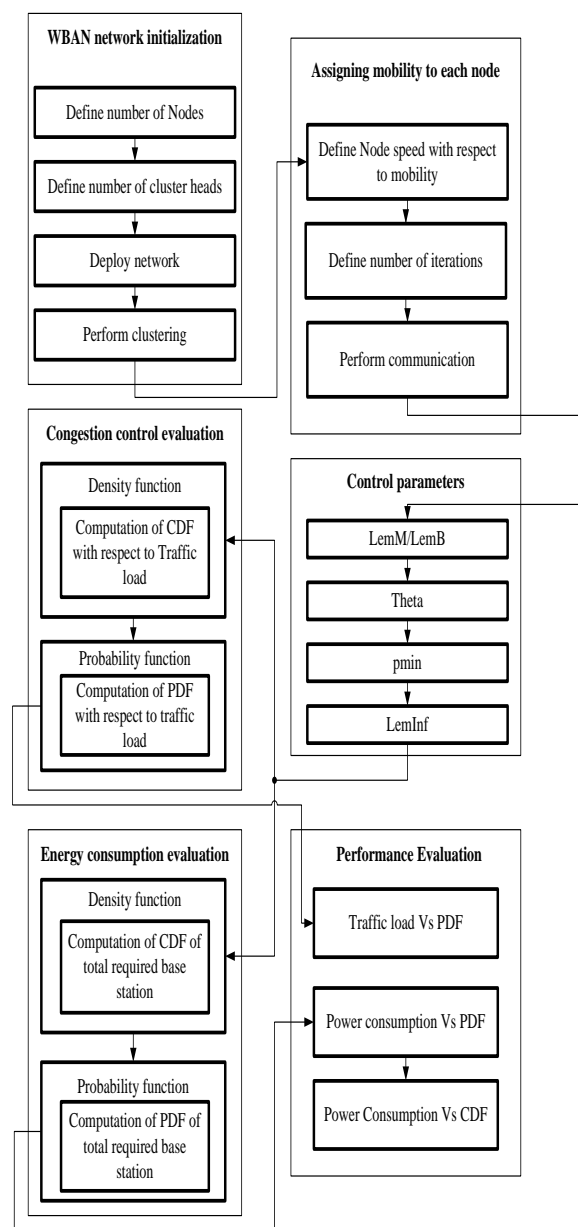 WBAN network initialization
Define number of Nodes
Define number of cluster heads
Deploy network
Perform clustering
Assigning mobility to each node
Define Node speed with respect
to mobility
Define number of iterations
Perform communication
Congestion control evaluation
Density function
Computation of CDF
with respect to Traffic
load
Probability function
Computation of PDF
with respect to traffic
load
Control parameters
LemM/LemB
Theta
pmin
LemInf
Energy consumption evaluation
Density function
Computation of CDF of
total required base
station
Probability function
Computation of PDF of
total required base
station
Performance Evaluation
Traffic load Vs PDF
Power consumption Vs PDF
Power Consumption Vs CDF